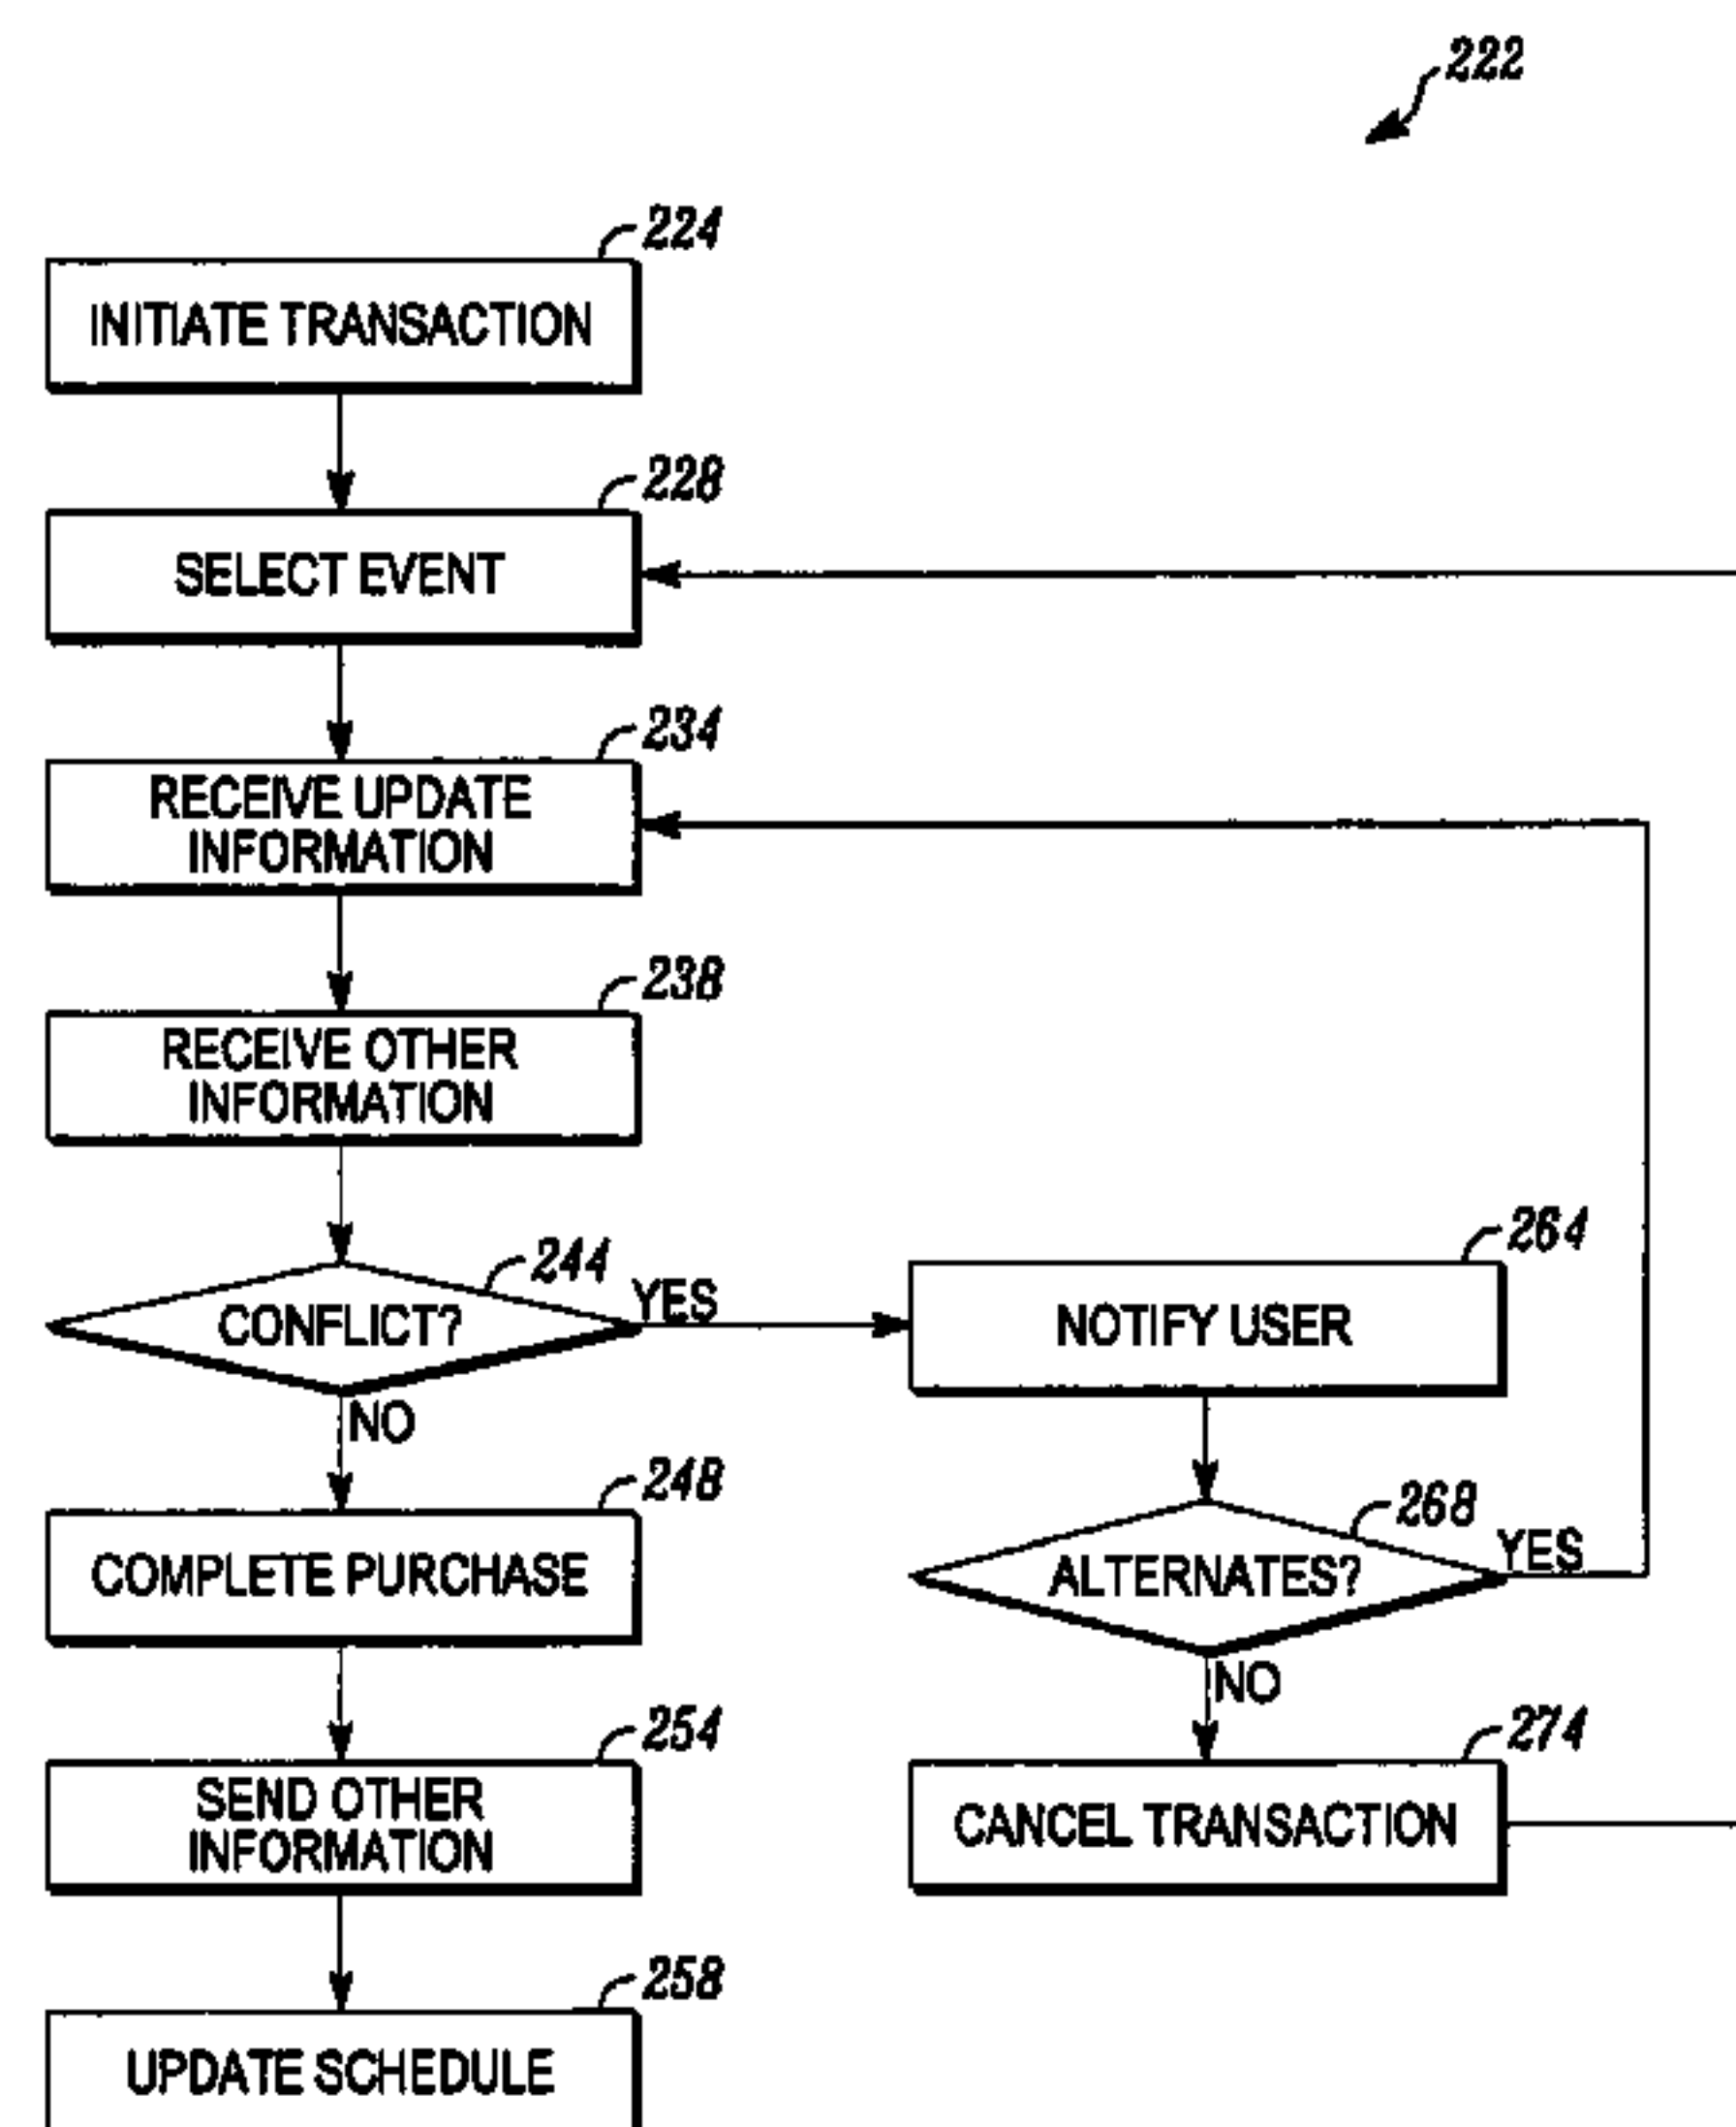 222
224
INITIATE TRANSACTION
228
SELECT EVENT
234
RECEIVE UPDATE
INFORMATION
238
RECEIVE OTHER
INFORMATION
244
CONFLICT?
YES
NO
264
NOTIFY USER
248
COMPLETE PURCHASE
268
ALTERNATES?
YES
NO
254
SEND OTHER
INFORMATION
274
CANCEL TRANSACTION
258
UPDATE SCHEDULE